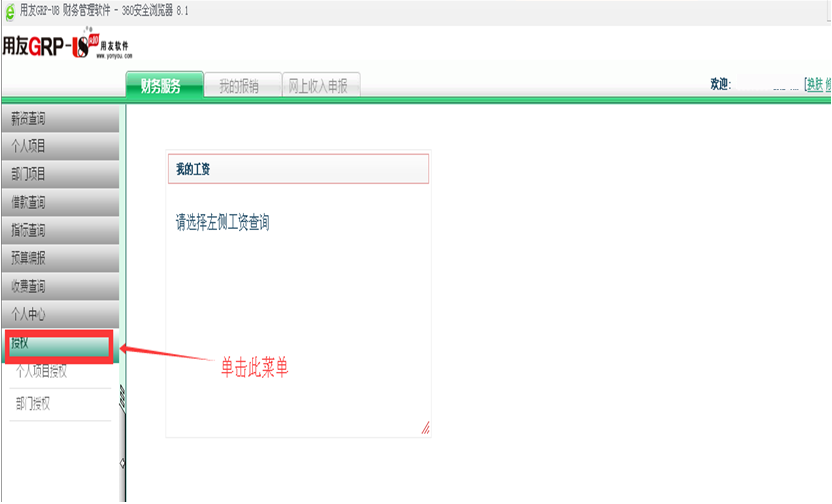 用友GRP-U8 财务管理软件 - 360安全浏览器 8.1
用友GRP-U8 用友软件
www.yonyou.com
财务服务 我的报销 网上收入申报 欢迎: [换肤
薪资查询
个人项目
部门项目
借款查询
指标查询
预算编报
收费查询
个人中心
授权
个人项目授权
部门授权
我的工资
请选择左侧工资查询
单击此菜单